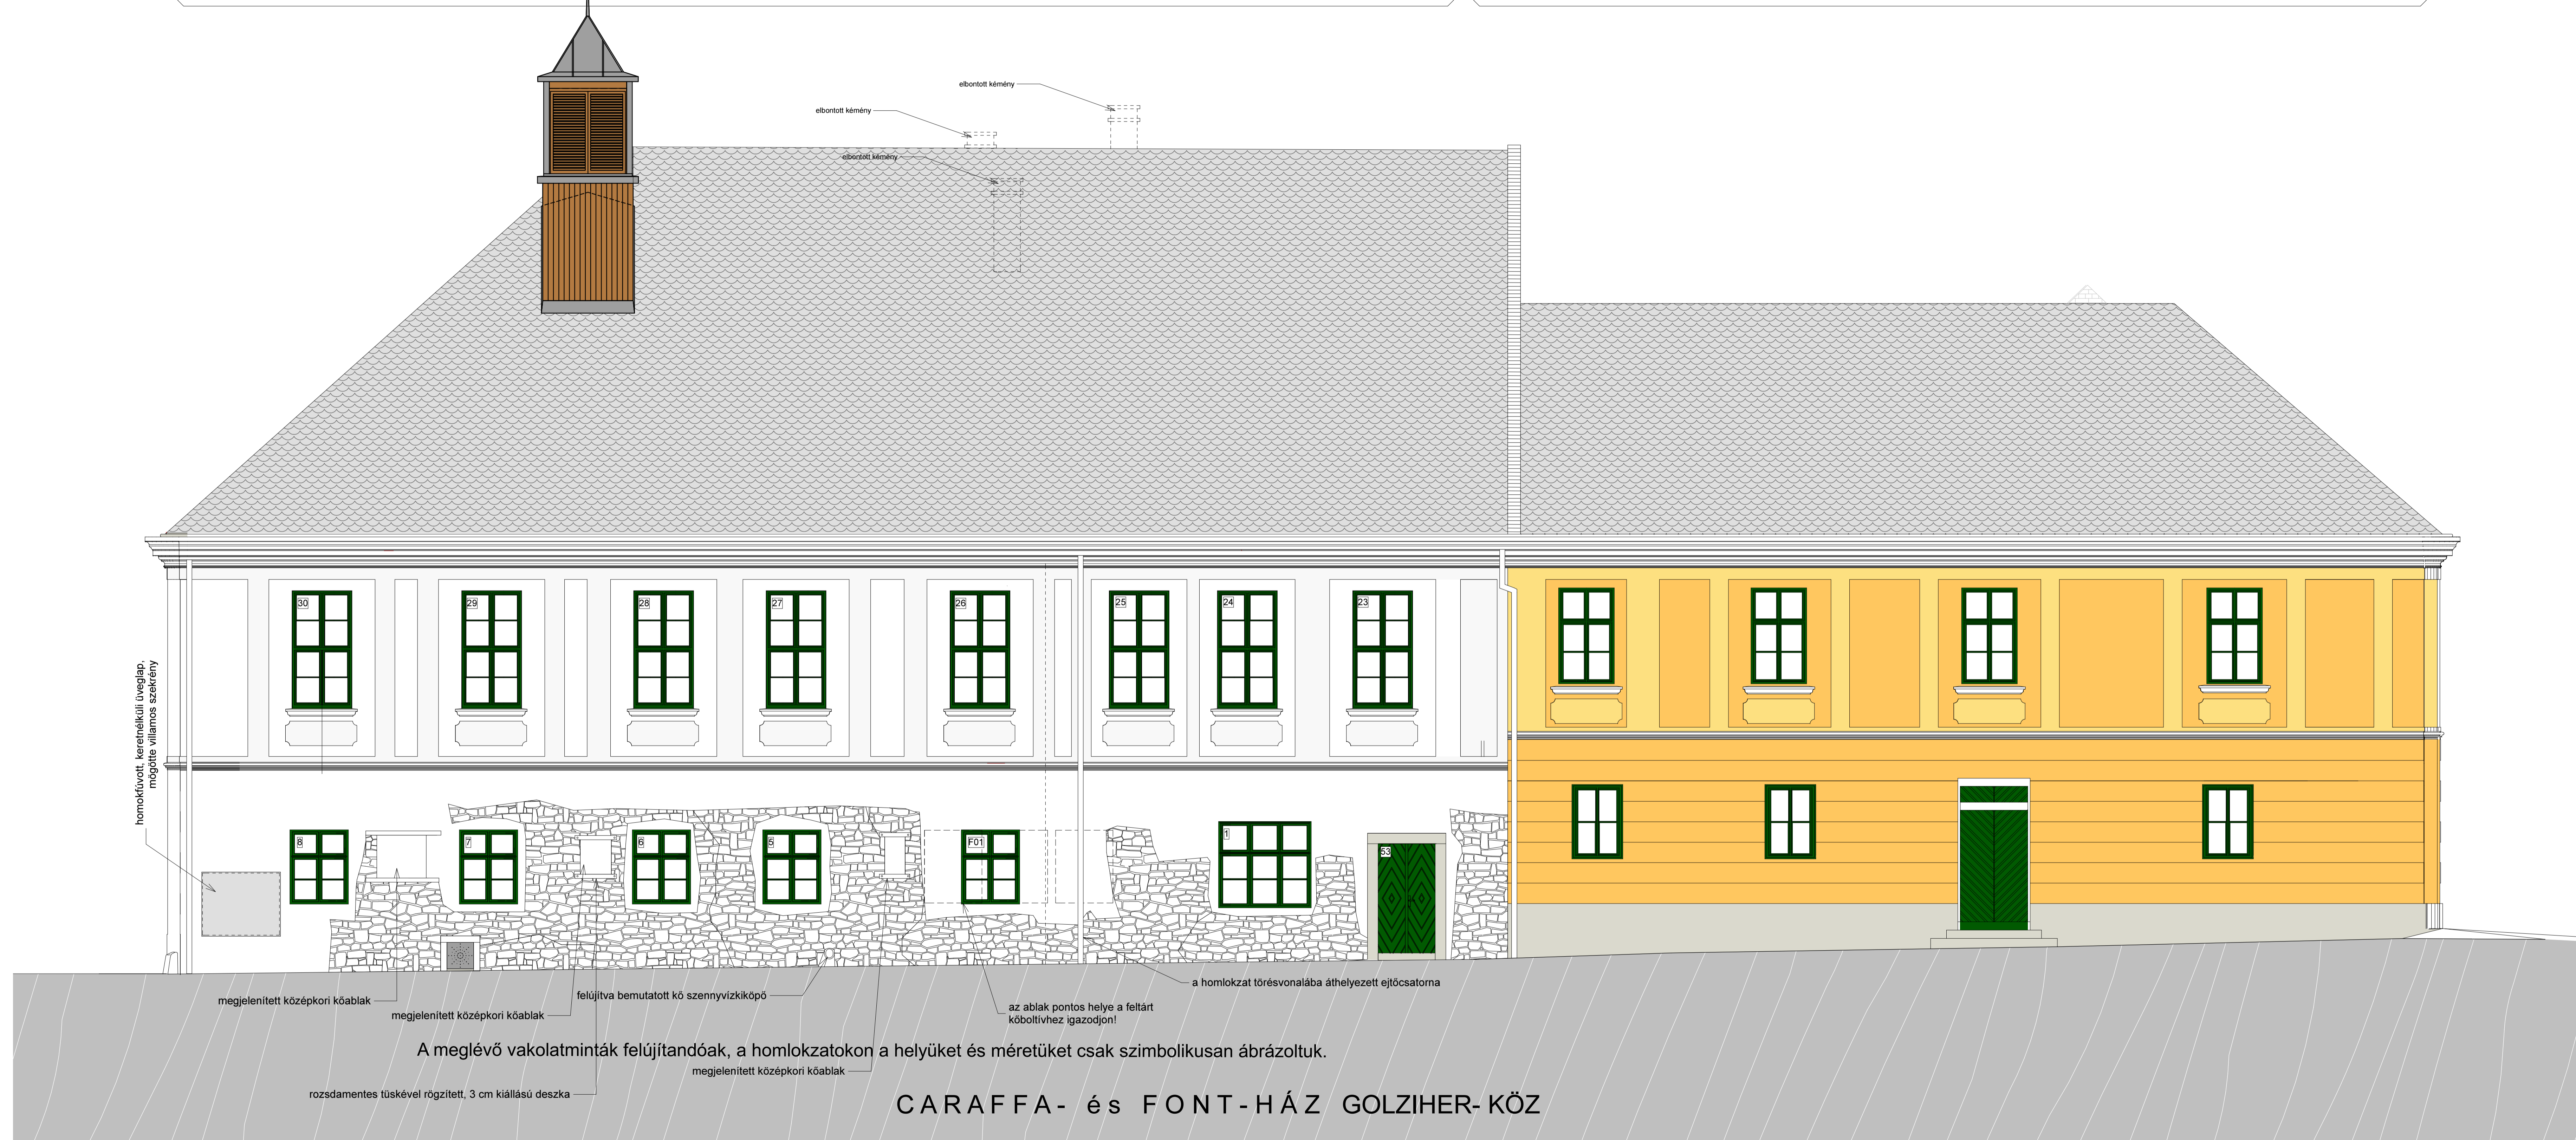 elbontott kémény
elbontott kémény
elbontott kémény
30
29
28
27
26
25
24
23
homokfúvott, keretnélküli üveglap,
mögötte villamos szekrény
8
7
6
5
F01
1
53
a homlokzat törésvonalába áthelyezett ejtőcsatorna
felújítva bemutatott kő szennyvízkiköpő
megjelenített középkori kőablak
az ablak pontos helye a feltárt
kőboltívhez igazodjon!
megjelenített középkori kőablak
A meglévő vakolatminták felújítandóak, a homlokzatokon a helyüket és méretüket csak szimbolikusan ábrázoltuk.
megjelenített középkori kőablak
rozsdamentes tüskével rögzített, 3 cm kiállású deszka
CARAFFA- és FONT-HÁZ GOLZIHER-KÖZ